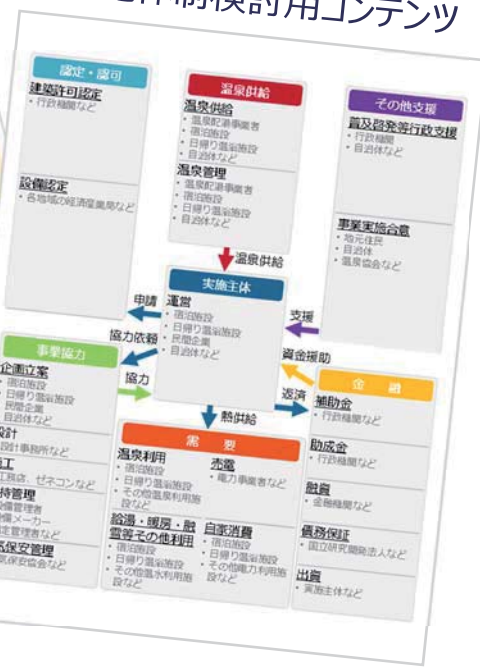 体制検討用コンテンツ
認定・認可
建築許可認定
・行政機関など
設備認定
・各地域の経済産業局など
温泉供給
温泉供給
・温泉配湯事業者
・宿泊施設
・日帰り温浴施設
・自治体など
温泉管理
・温泉配湯事業者
・宿泊施設
・日帰り温浴施設
・自治体など
その他支援
普及啓発等行政支援
・行政機関
・自治体など
事業実施合意
・地元住民
・自治体
・温泉協会など
温泉供給
実施主体
運営
・宿泊施設
・日帰り温浴施設
・民間企業
・自治体など
申請
協力依頼
協力
支援
資金援助
返済
熱供給
事業協力
企画立案
・宿泊施設
・日帰り温浴施設
・民間企業
・自治体など
設計
設計事務所など
工
工務店、ゼネコンなど
持管理
備管理者
備メーカー
定管理者など
気保安管理
気保安協会など
需要
温泉利用
・宿泊施設
・日帰り温浴施設
・その他温泉利用施
設など
売電
・電力事業者など
給湯・暖房・融
雪等その他利用
・宿泊施設
・日帰り温浴施設
・その他温水利用施
設など
自家消費
・宿泊施設
・日帰り温浴施設
・その他電力利用施
設など
金融
補助金
・行政機関など
助成金
・行政機関など
融資
・金融機関など
債務保証
・国立研究開発法人など
出資
・実施主体など